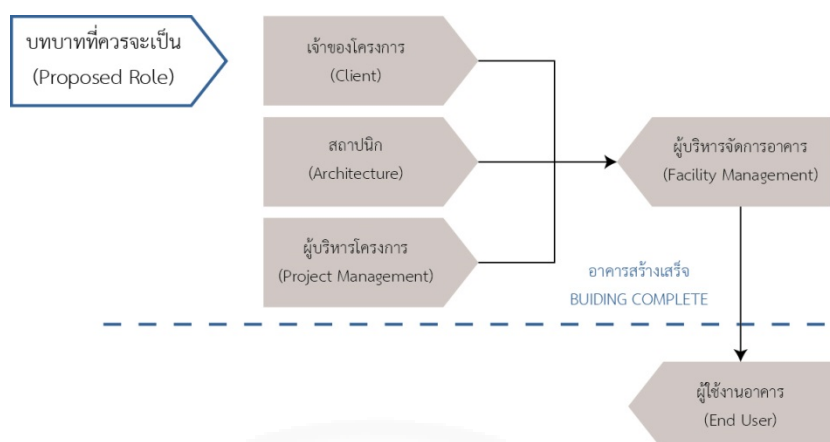 บทบาทที่ควรจะเป็น
(Proposed Role)
เจ้าของโครงการ
(Client)
สถาปนิก
(Architecture)
ผู้บริหารโครงการ
(Project Management)
ผู้บริหารจัดการอาคาร
(Facility Management)
อาคารสร้างเสร็จ
BUIDING COMPLETE
ผู้ใช้งานอาคาร
(End User)